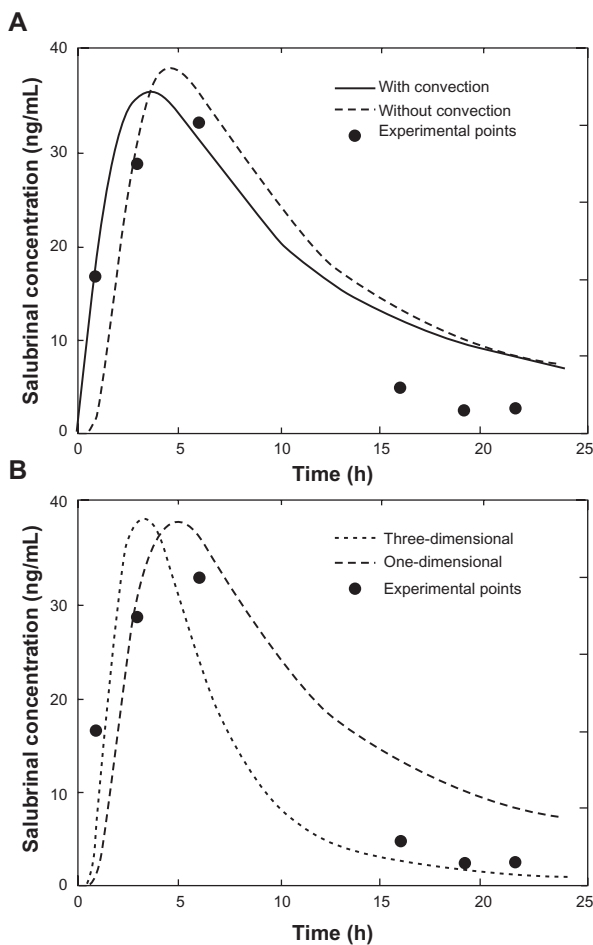 A
Salubrinal concentration (ng/mL)
40
30
20
10
0
With convection
Without convection
Experimental points
0 5 10 15 20 25
Time (h)
B
Salubrinal concentration (ng/mL)
40
30
20
10
0
Three-dimensional
One-dimensional
Experimental points
0 5 10 15 20 25
Time (h)